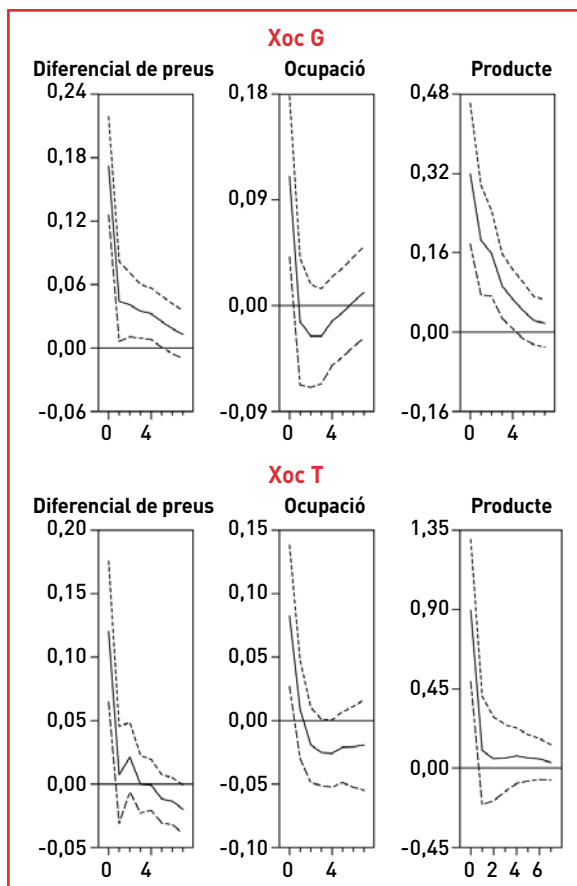 Xoc G
Diferencial de preus Ocupació Producte
0,24 0,18 0,48
0,18 0,32
0,12 0,09
0,06 0,16
0,00 0,00 0,00
-0,06 -0,09 -0,16
0 4 0 4 0 4
Xoc T
Diferencial de preus Ocupació Producte
0,20 0,15 1,35
0,15 0,10 0,90
0,10 0,05 0,45
0,05 0,00
0,00 -0,05 0,00
-0,05 -0,10 -0,45
0 4 0 4 0 2 4 6